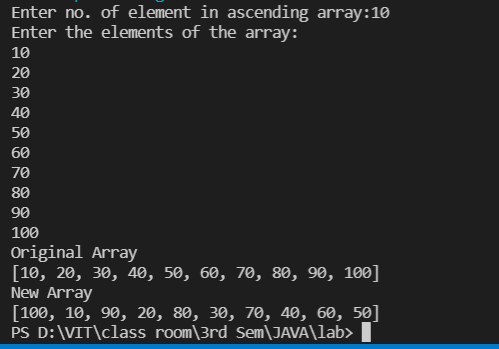 Enter no. of element in ascending array:10
Enter the elements of the array:
10
20
30
40
50
60
70
80
90
100
Original Array
[10, 20, 30, 40, 50, 60, 70, 80, 90, 100]
New Array
[100, 10, 90, 20, 80, 30, 70, 40, 60, 50]
PS D:\VIT\class room\3rd Sem\JAVA\lab>